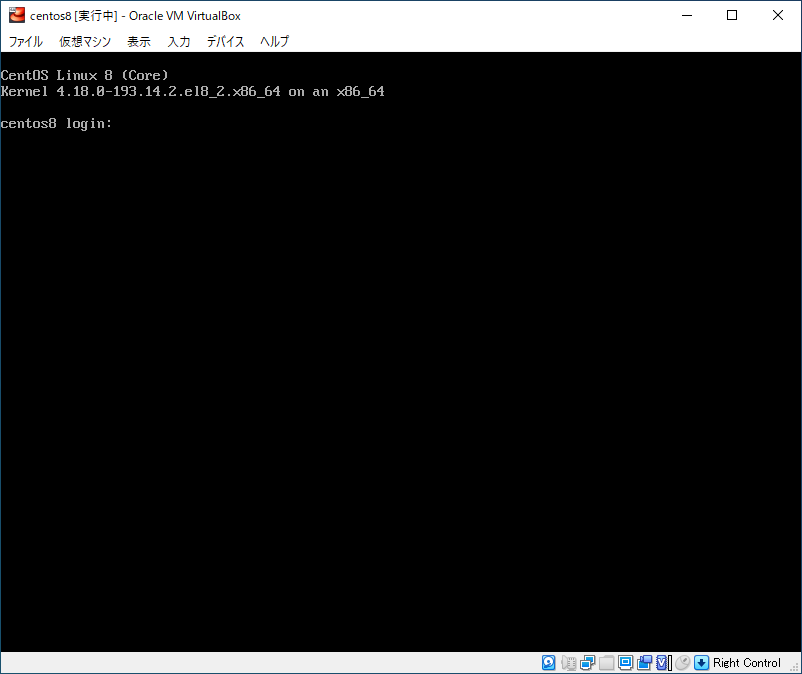 centos8 [実行中] - Oracle VM VirtualBox
ファイル 仮想マシン 表示 入力 デバイス ヘルプ
CentOS Linux 8 (Core)
Kernel 4.18.0-193.14.2.el8_2.x86_64 on an x86_64
centos8 login:
Right Control